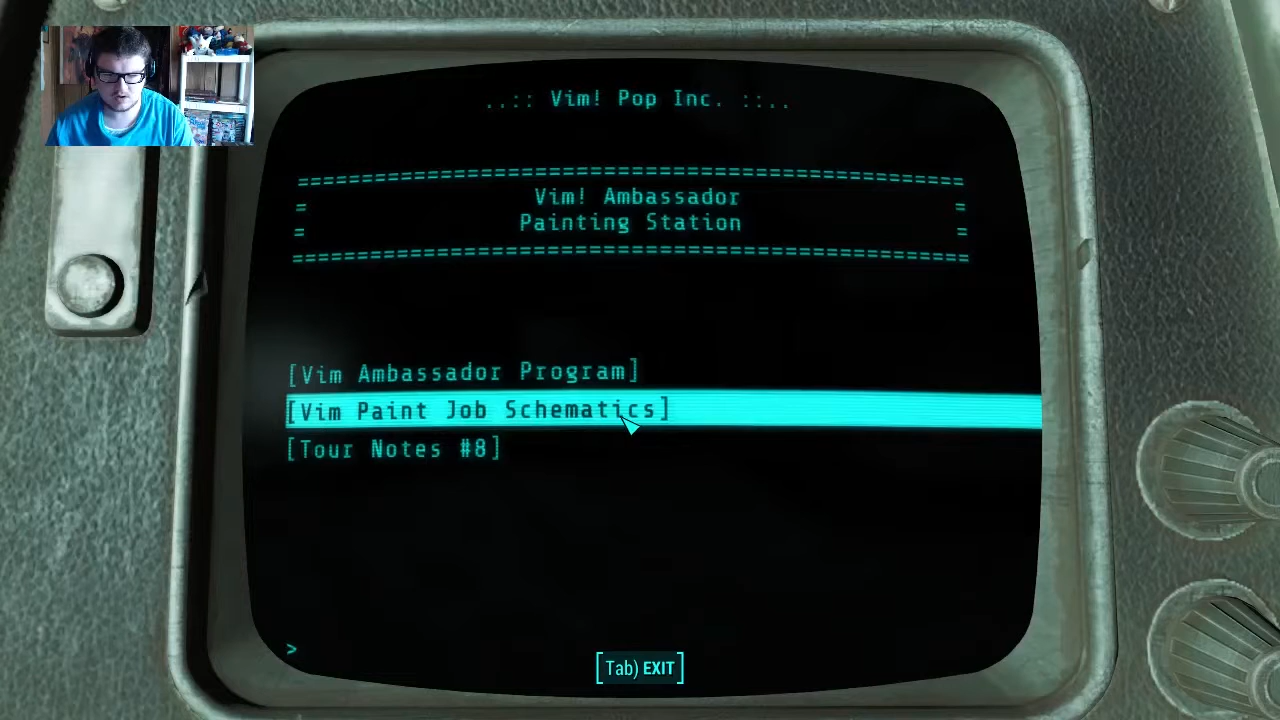 ..:: Vim! Pop Inc. ::..
=======================================================
= Vim! Ambassador =
= Painting Station =
========================================================
[Vim Ambassador Program]
[Vim Paint Job Schematics]
[Tour Notes #8]
>
[Tab) EXIT]